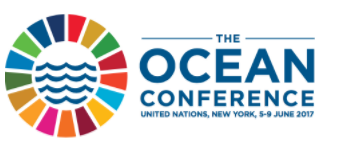 THE
OCEAN
CONFERENCE
UNITED NATIONS, NEW YORK, 5-9 JUNE 2017